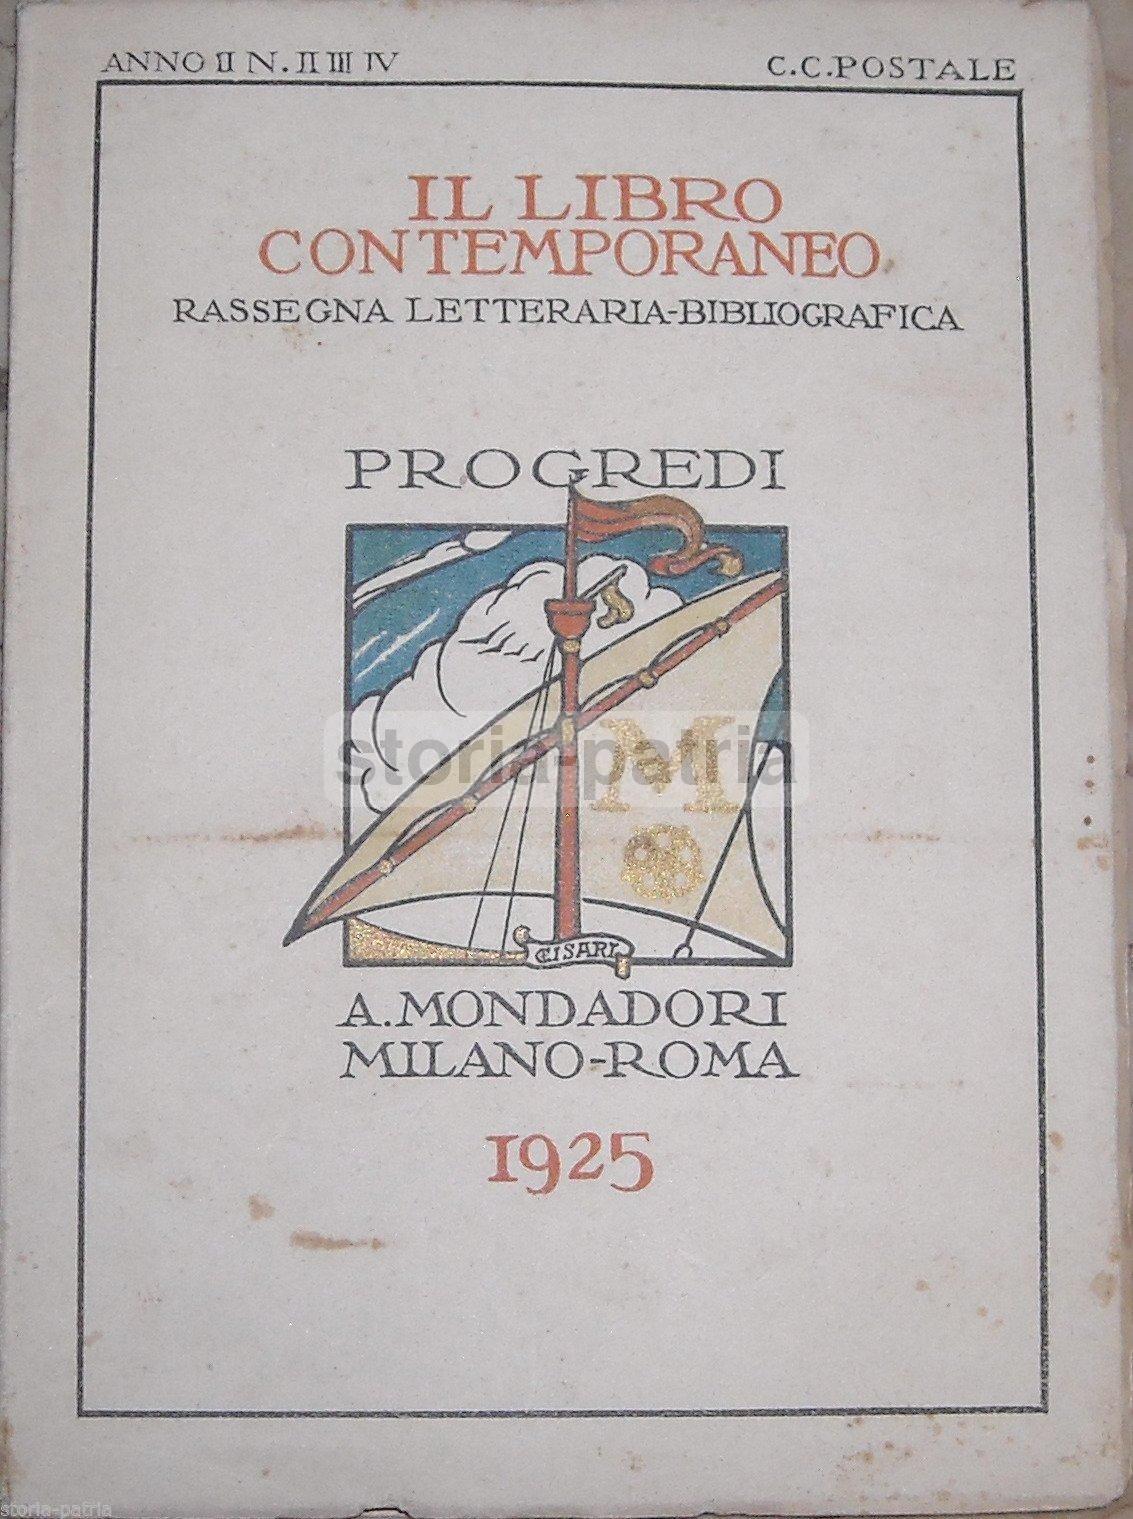 ANNO II N. II III IV
C.C.POSTALE
IL LIBRO
CONTEMPORANEO
RASSEGNA LETTERARIA-BIBLIOGRAFICA
PROGREDI
M
storia-patria
CISARI
A. MONDADORI
MILANO-ROMA
1925
storia-patria